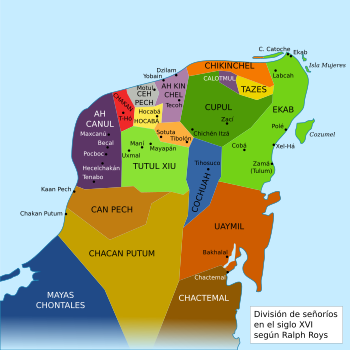 C. Catoche
Ekab
Isla Mujeres
Dzilam
Yobain
CHIKINCHEL
CALOTMUL
Labcah
Motul
AH KIN
CHEL
CEH
PECH
CHAKÁN
TAZES
Tecoh
AH
CANUL
T-Hó
Hocabá
HOCABÁ
CUPUL
EKAB
Zací
Maxcanú
Becal
Sotuta
Tibolón
Chichén Itzá
Polé
Cozumel
Pocboc
Maní
Mayapán
Uxmal
Cobá
Xel-Há
Hecelchakán
Tenabo
TUTUL XIU
Tihosuco
Zamá
(Tulum)
Kaan Pech
COCHUAH
CAN PECH
Chakan Putum
UAYMIL
CHACAN PUTUM
Bakhalal
Chactemal
MAYAS
CHONTALES
CHACTEMAL
División de señoríos
en el siglo XVI
según Ralph Roys